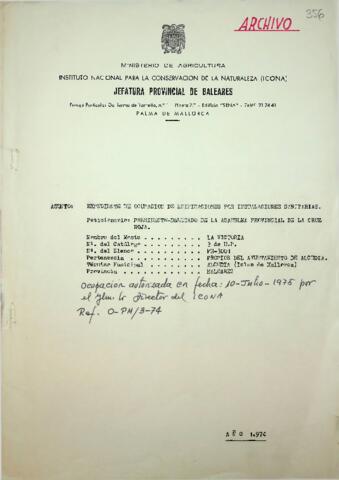 ARCHIVO
356
MINISTERIO DE AGRICULTURA
INSTITUTO NACIONAL PARA LA CONSERVACION DE LA NATURALEZA (ICONA)
JEFATURA PROVINCIAL DE BALEARES
PALMA DE MALLORCA
ASUNTO: EXPEDIENTE DE OCUPACION DE EDIFICACIONES POR INSTALACIONES SANITARIAS.
Peticionario: PRESIDENTE-DELEGADO DE LA ASAMBLEA PROVINCIAL DE LA CRUZ
ROJA.
Nombre del Monte . . . . . . . . . LA VICTORIA
Nº. del Catálogo . . . . . . . . . 3 de U.P.
Nº. del Elenco . . . . . . . . . PM-3001
Pertenencia . . . . . . . . . PROPIOS DEL AYUNTAMIENTO DE ALCUDIA.
Término Municipal . . . . . . . . . ALCUDIA (Islas de Mallorca)
Provincia . . . . . . . . . BALEARES
Ocupacion autorizada en fecha: 10-Julio-1975 por
el Ilmo Sr Director del ICONA
Ref. O-PM/3-74
AÑO 1.974